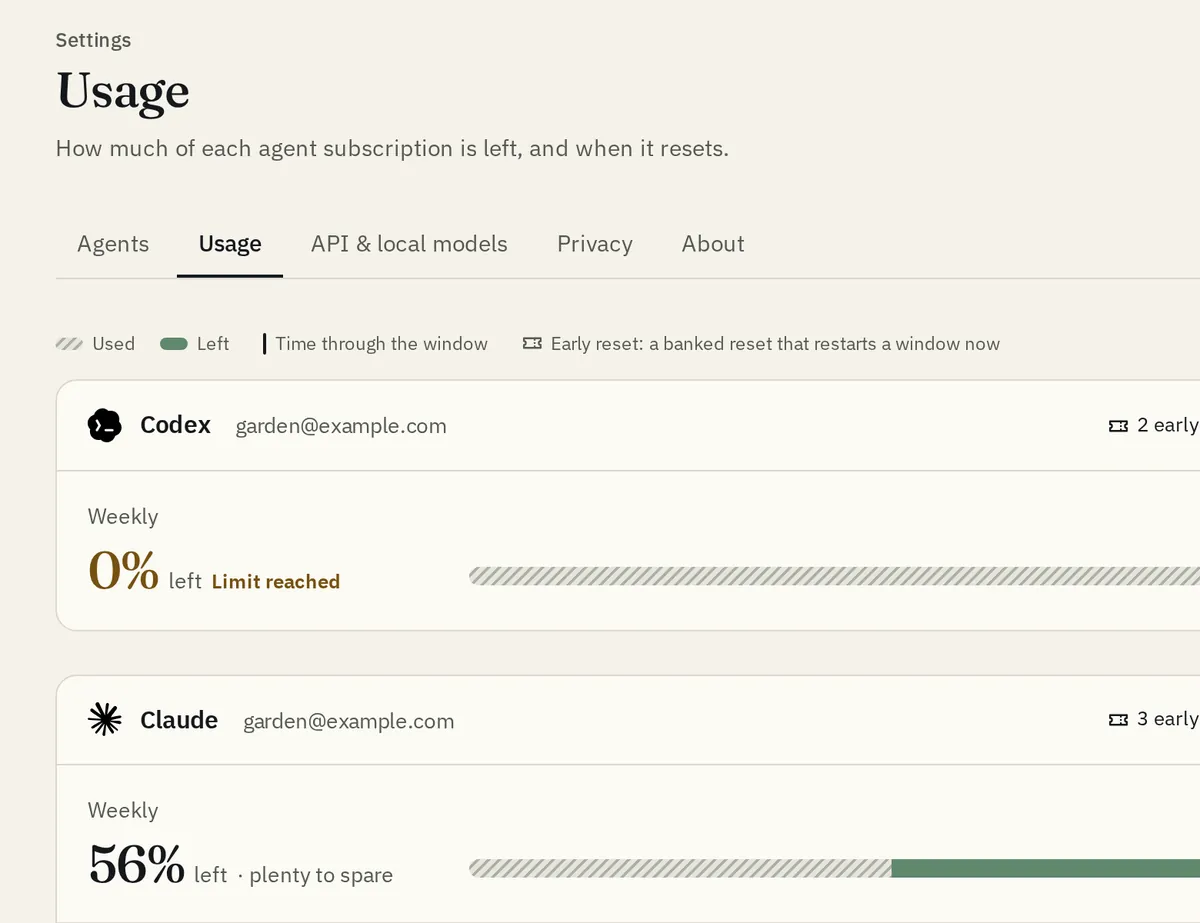 Settings
Usage
How much of each agent subscription is left, and when it resets.
Agents Usage API & local models Privacy About
Used Left Time through the window Early reset: a banked reset that restarts a window now
Codex garden@example.com 2 early
Weekly
0% left Limit reached
Claude garden@example.com 3 early
Weekly
56% left · plenty to spare